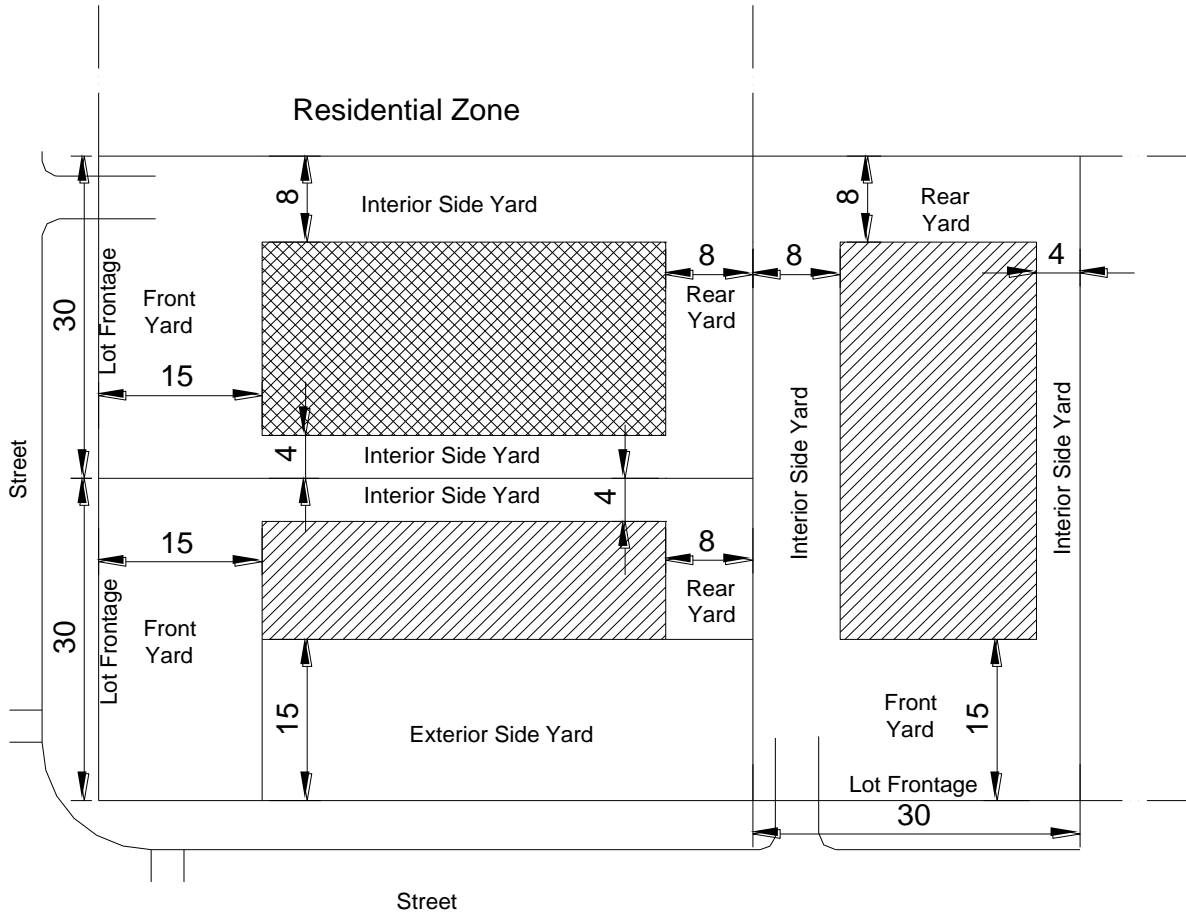 Residential Zone
8
Interior Side Yard
8
Rear
Yard
30
Lot Frontage
Front
Yard
15
8
Rear
Yard
8
4
4
Interior Side Yard
Interior Side Yard
4
Interior Side Yard
Interior Side Yard
Street
15
8
Rear
Yard
30
Lot Frontage
Front
Yard
15
Exterior Side Yard
Front
Yard
15
Lot Frontage
30
Street